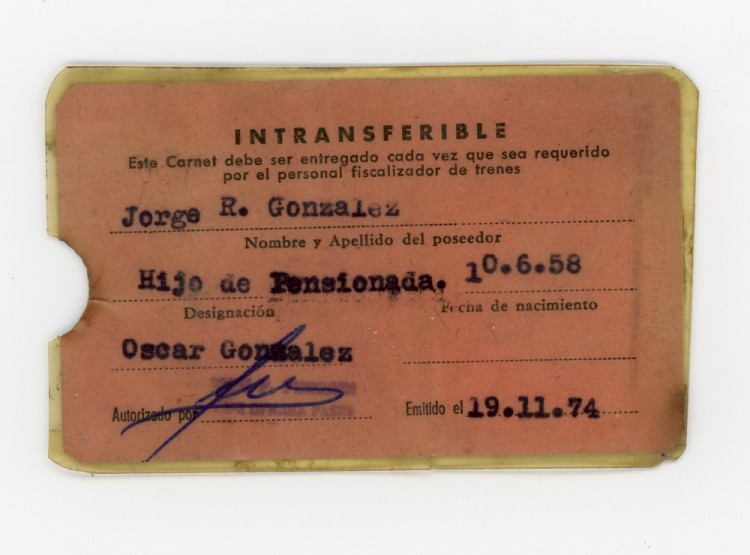 INTRANSFERIBLE
Este Carnet debe ser entregado cada vez que sea requerido
por el personal fiscalizador de trenes
Jorge R. Gonzalez
Nombre y Apellido del poseedor
Hijo de Pensionada. 10.6.58
Designación Fecha de nacimiento
Oscar Gonzalez
Autorizado por Emitido el 19.11.74